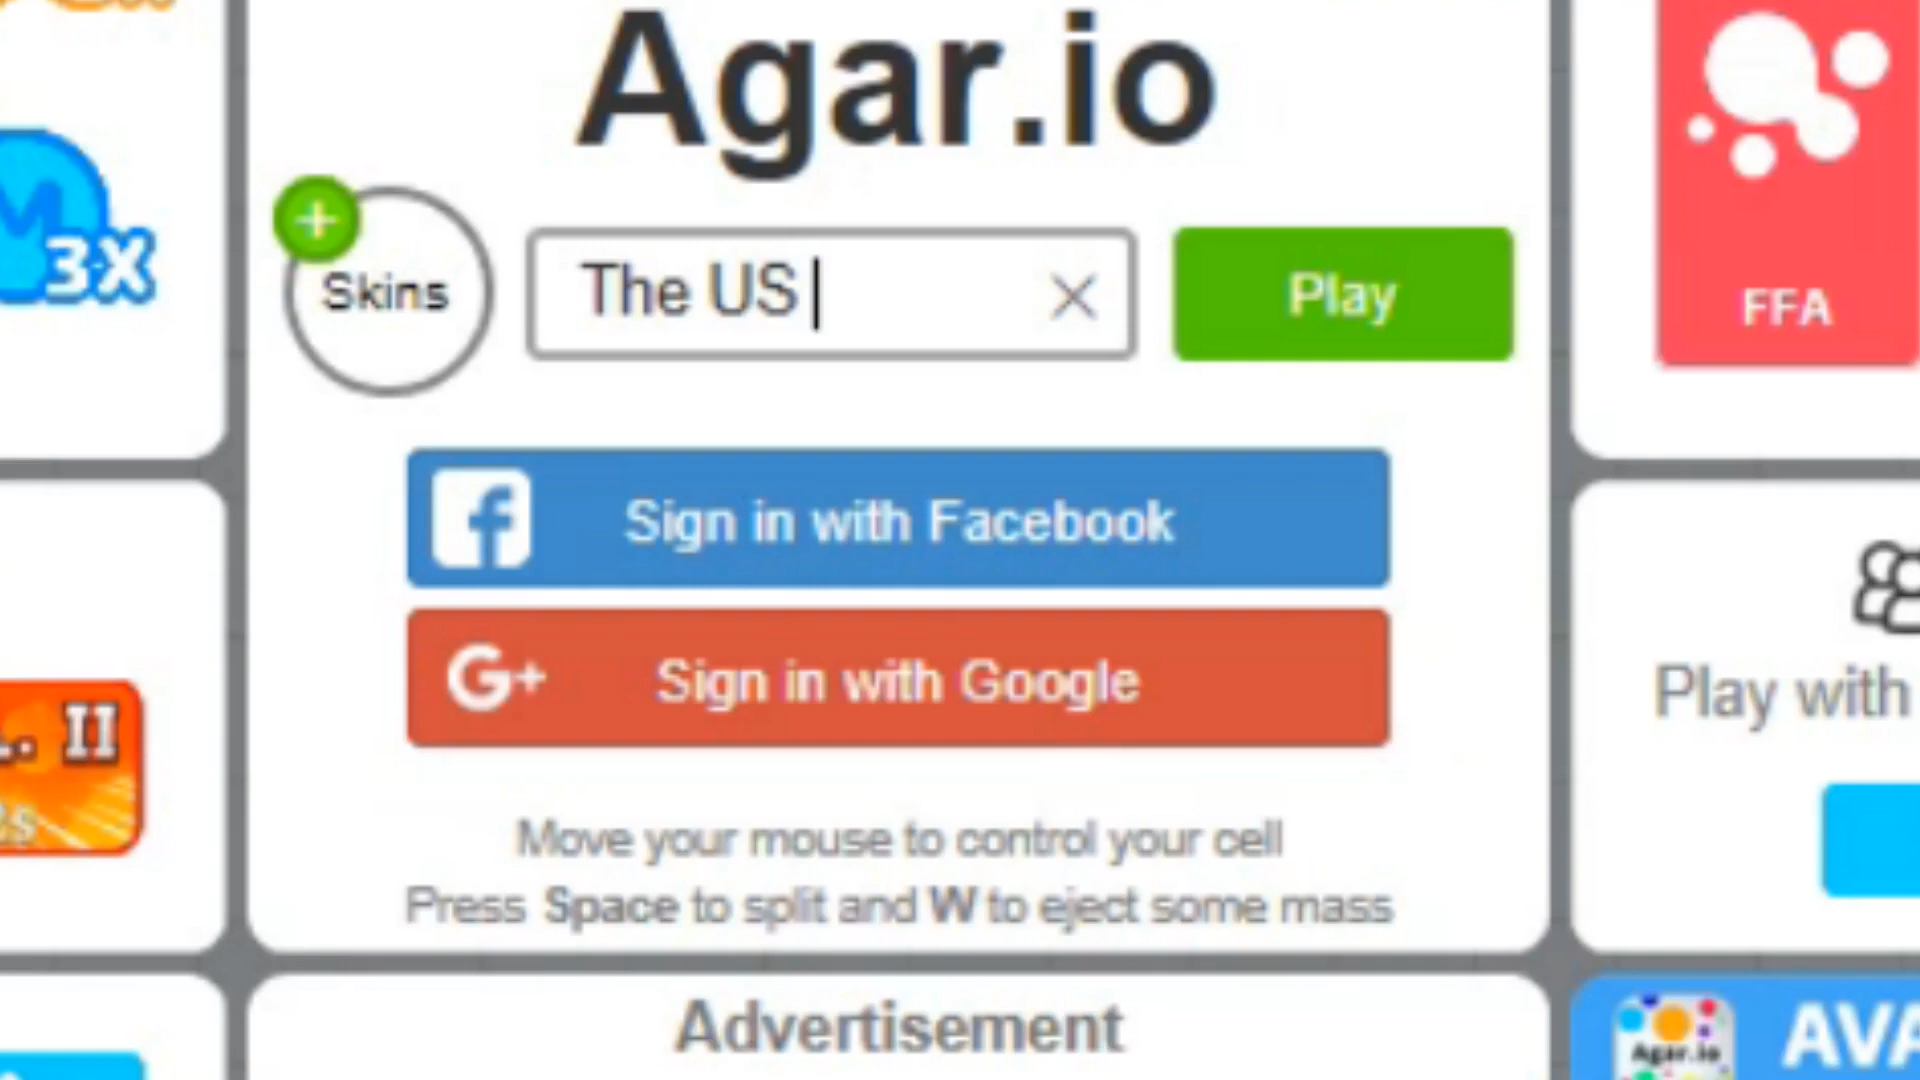 Agar.io
3X
Skins
The US
Play
FFA
Sign in with Facebook
G+ Sign in with Google
II
Play with
Move your mouse to control your cell
Press Space to split and W to eject some mass
Advertisement
Agar.io